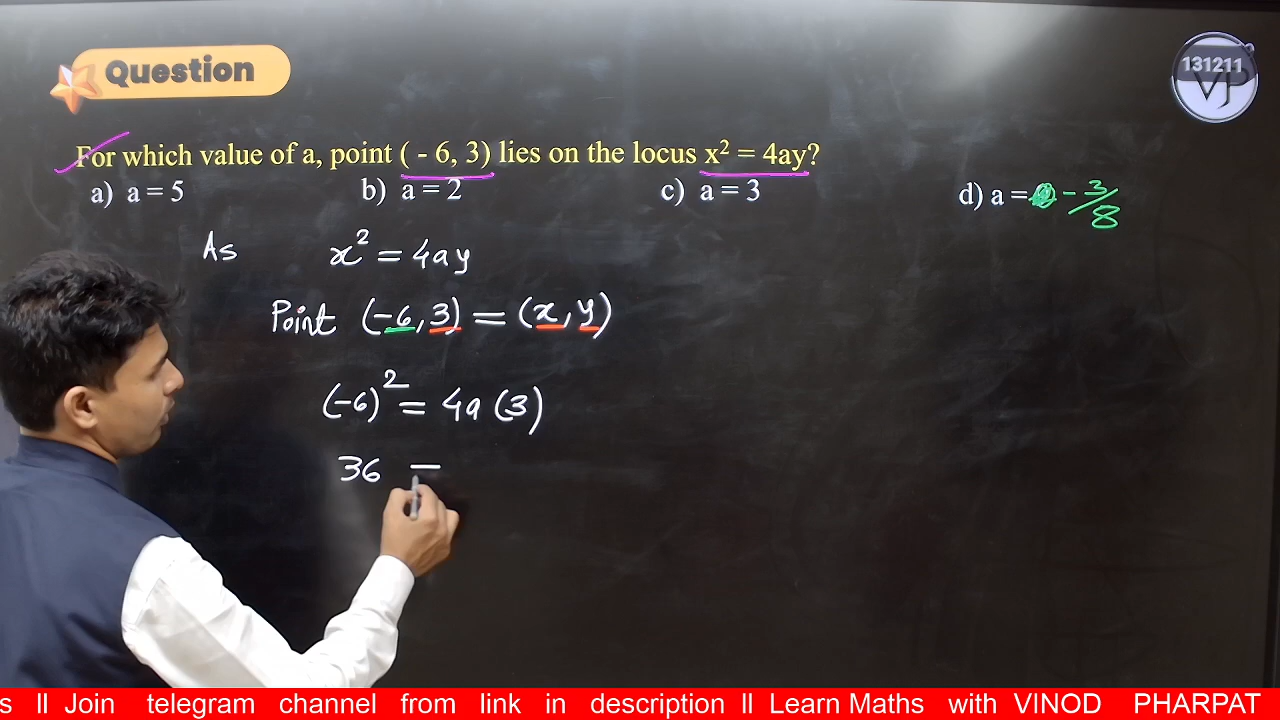 Question
131211
VP
For which value of a, point ( - 6, 3) lies on the locus x² = 4ay?
a) a = 5 b) a = 2 c) a = 3 d) a = - 3/8
As x² = 4ay
Point (-6, 3) = (x, y)
(-6)² = 4a (3)
36
s ll Join telegram channel from link in description ll Learn Maths with VINOD PHARPAT